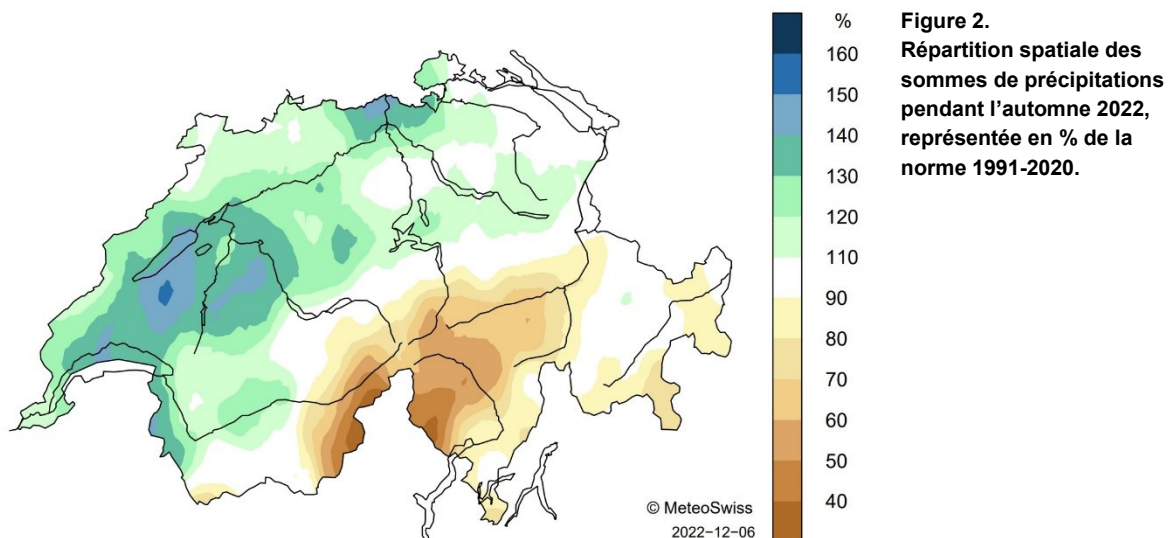 %
160
150
140
130
120
110
90
80
70
60
50
40
© MeteoSwiss
2022-12-06
Figure 2.
Répartition spatiale des
sommes de précipitations
pendant l'automne 2022,
représentée en % de la
norme 1991-2020.